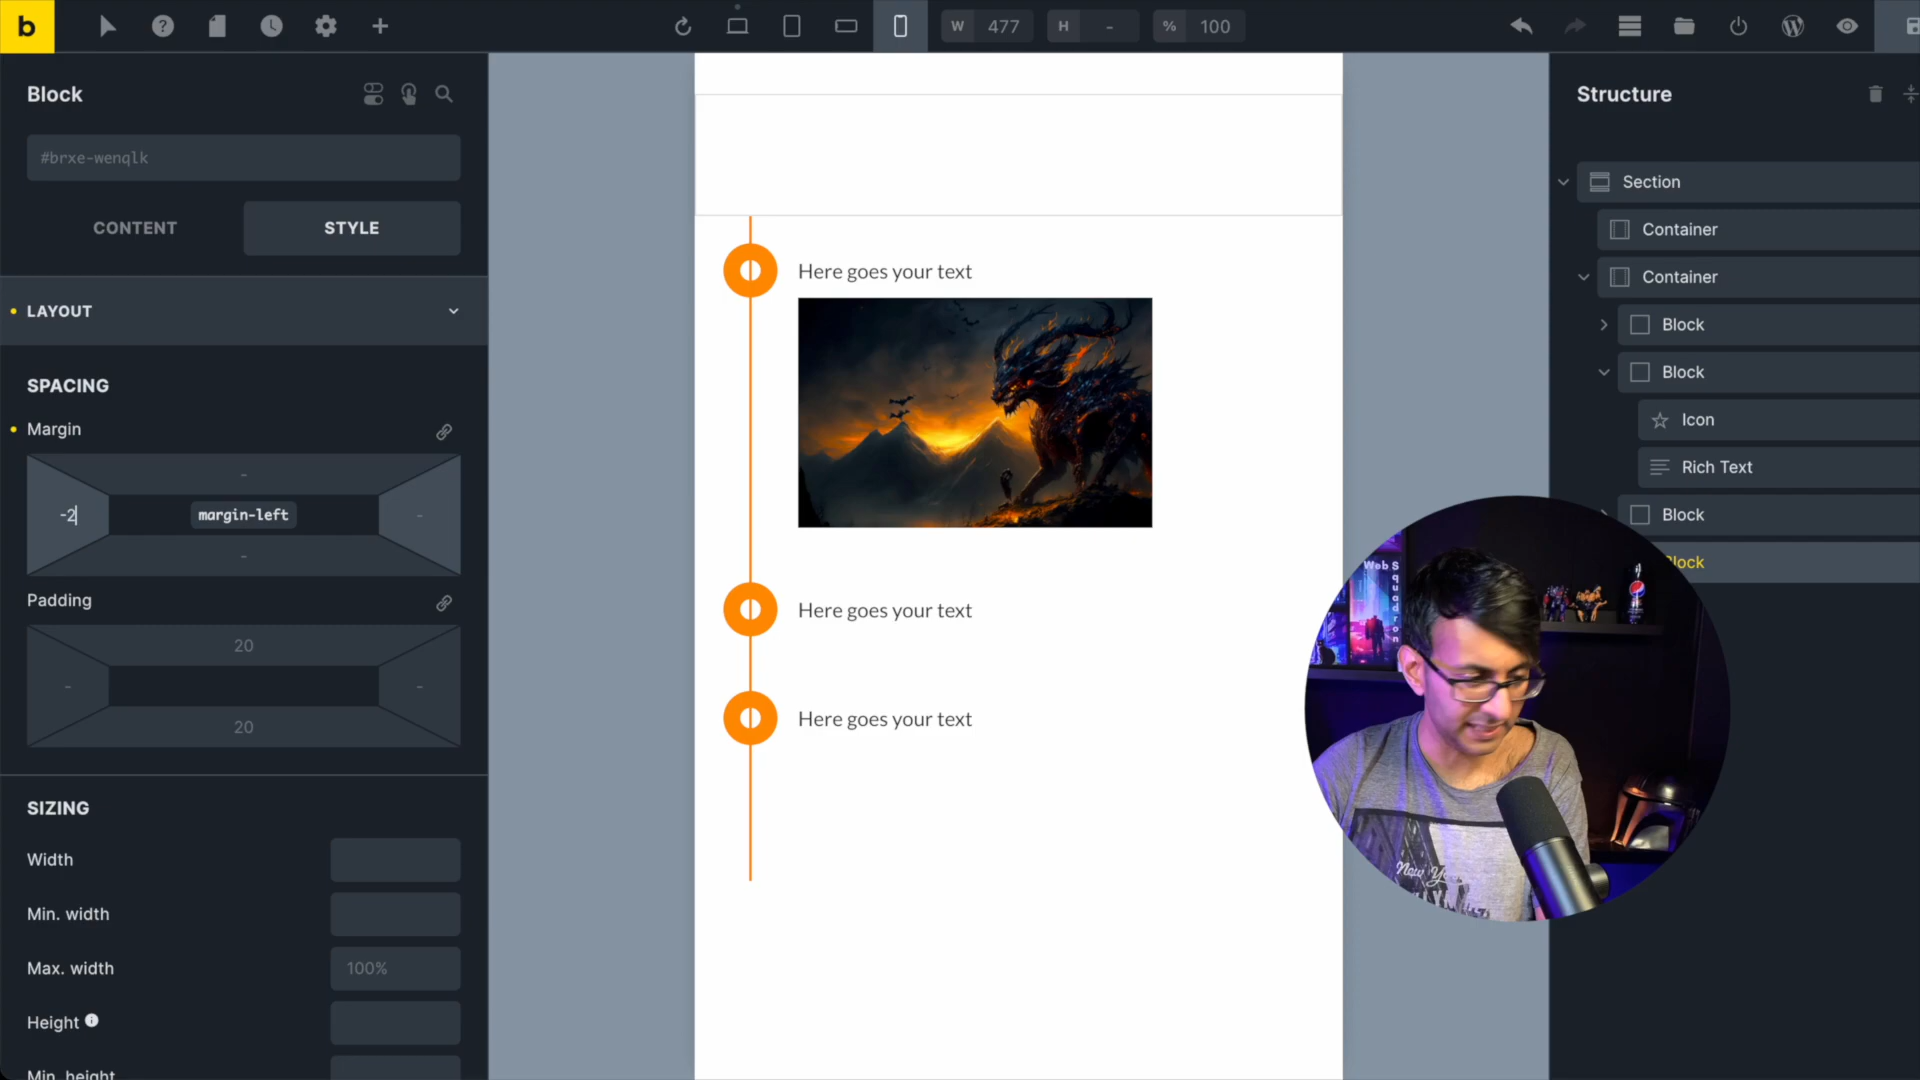 b
W 477 H - % 100
Block
#brxe-wenqlk
CONTENT STYLE
LAYOUT
SPACING
Margin
-
-2 margin-left -
-
Padding
20
- -
20
SIZING
Width
Min. width
Max. width 100%
Height
Min. height
Here goes your text
Here goes your text
Here goes your text
Structure
Section
Container
Container
Block
Block
Icon
Rich Text
Block
Block
Web S
q
u
a
d
r
o
n